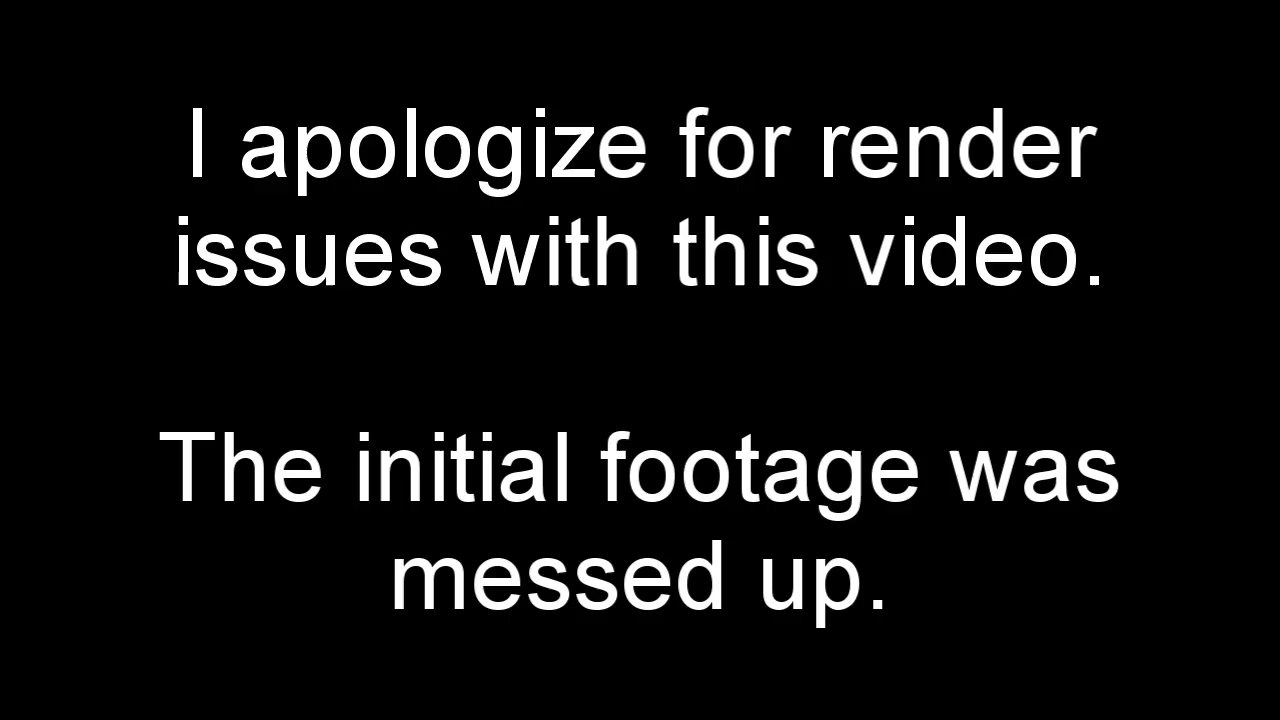 I apologize for render
issues with this video.
The initial footage was
messed up.